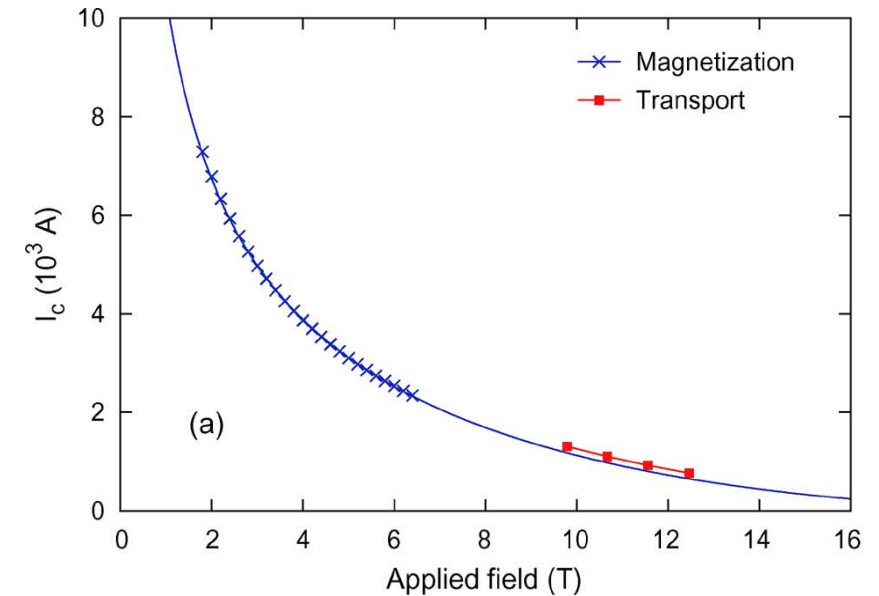 10
8
6
4
2
0
I_c (10^3 A)
Magnetization
Transport
(a)
0 2 4 6 8 10 12 14 16
Applied field (T)